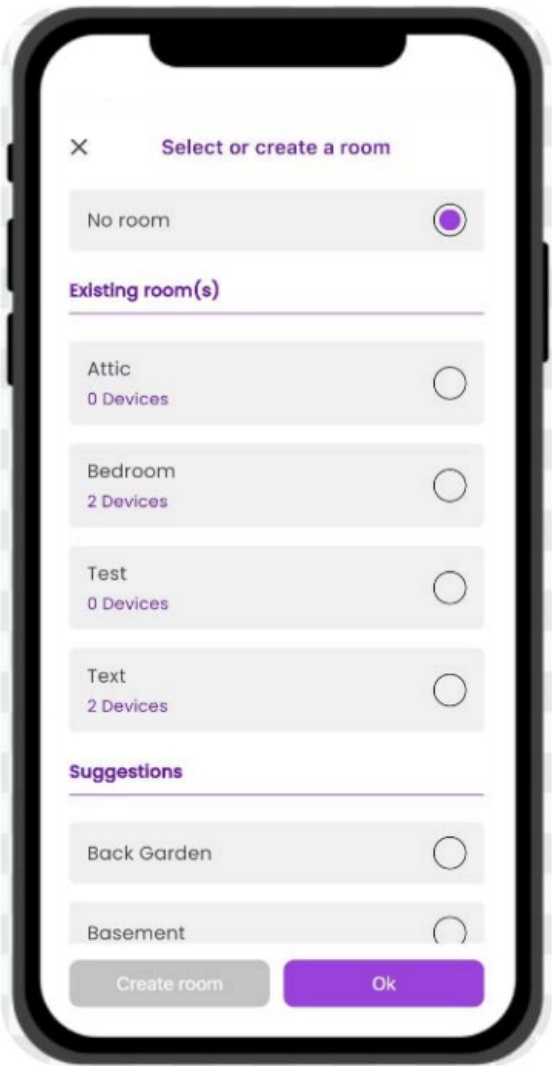 Select or create a room
No room
Existing room(s)
Attic
0 Devices
Bedroom
2 Devices
Test
0 Devices
Text
2 Devices
Suggestions
Back Garden
Basement
Create room
Ok